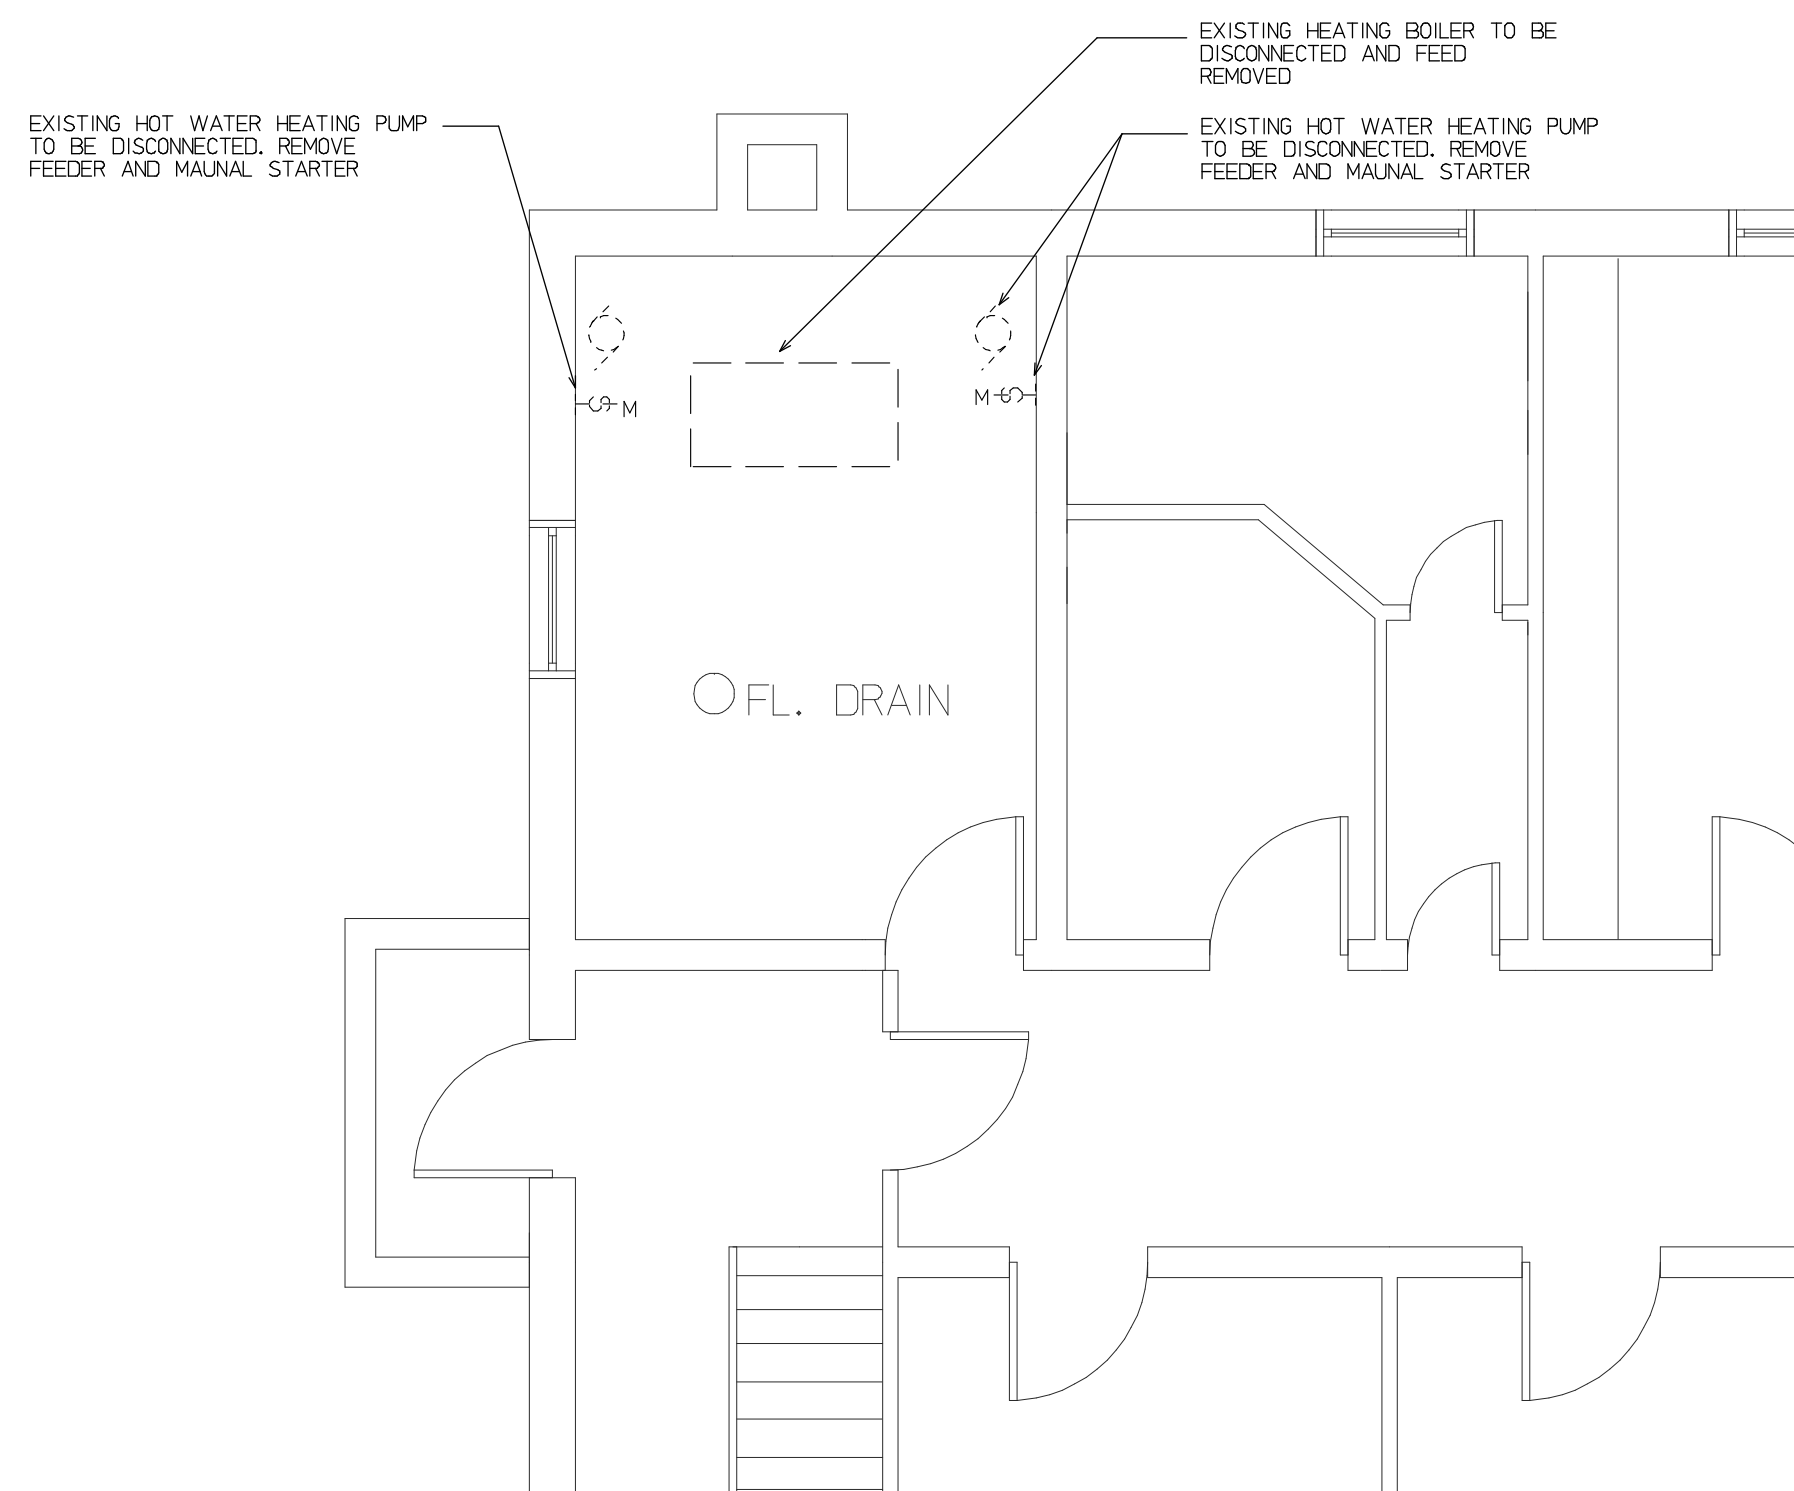 EXISTING HEATING BOILER TO BE
DISCONNECTED AND FEED
REMOVED
EXISTING HOT WATER HEATING PUMP
TO BE DISCONNECTED. REMOVE
FEEDER AND MAUNAL STARTER
EXISTING HOT WATER HEATING PUMP
TO BE DISCONNECTED. REMOVE
FEEDER AND MAUNAL STARTER
S M
M S
FL. DRAIN